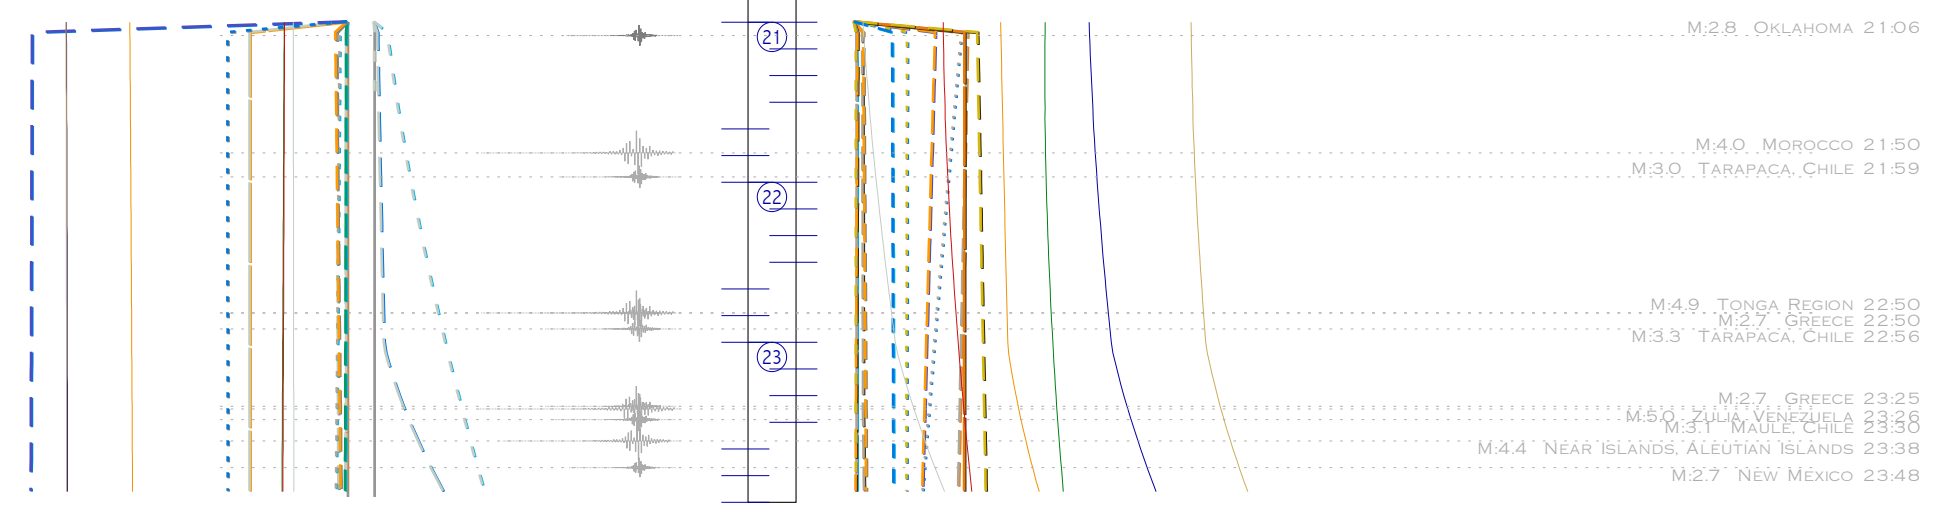 21
M:2.8 Oklahoma 21:06
M:4.0 Morocco 21:50
M:3.0 Tarapaca, Chile 21:59
22
M:4.9 Tonga Region 22:50
M:2.7 Greece 22:50
M:3.3 Tarapaca, Chile 22:56
23
M:2.7 Greece 23:25
M:5.0 Zulia, Venezuela 23:26
M:3.1 Maule, Chile 23:30
M:4.4 Near Islands, Aleutian Islands 23:38
M:2.7 New Mexico 23:48